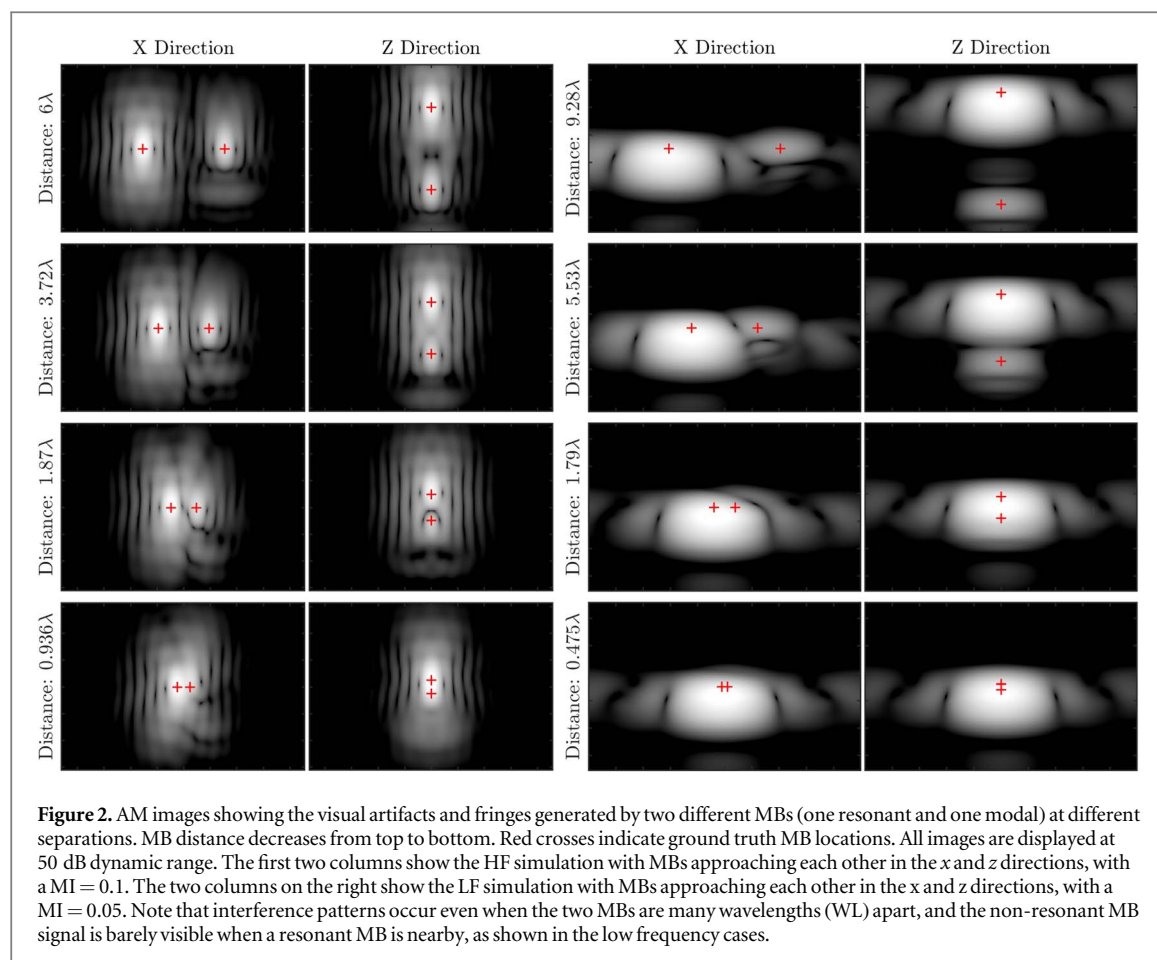 X Direction
Z Direction
X Direction
Z Direction
Distance: 6λ
Distance: 9.28λ
Distance: 3.72λ
Distance: 5.53λ
Distance: 1.87λ
Distance: 1.79λ
Distance: 0.936λ
Distance: 0.475λ
Figure 2. AM images showing the visual artifacts and fringes generated by two different MBs (one resonant and one modal) at different
separations. MB distance decreases from top to bottom. Red crosses indicate ground truth MB locations. All images are displayed at
50 dB dynamic range. The first two columns show the HF simulation with MBs approaching each other in the x and z directions, with
a MI = 0.1. The two columns on the right show the LF simulation with MBs approaching each other in the x and z directions, with a
MI = 0.05. Note that interference patterns occur even when the two MBs are many wavelengths (WL) apart, and the non-resonant MB
signal is barely visible when a resonant MB is nearby, as shown in the low frequency cases.